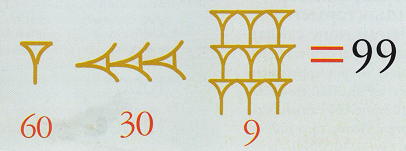 𒁹 𒌍 𒐎 = 99
60 30 9